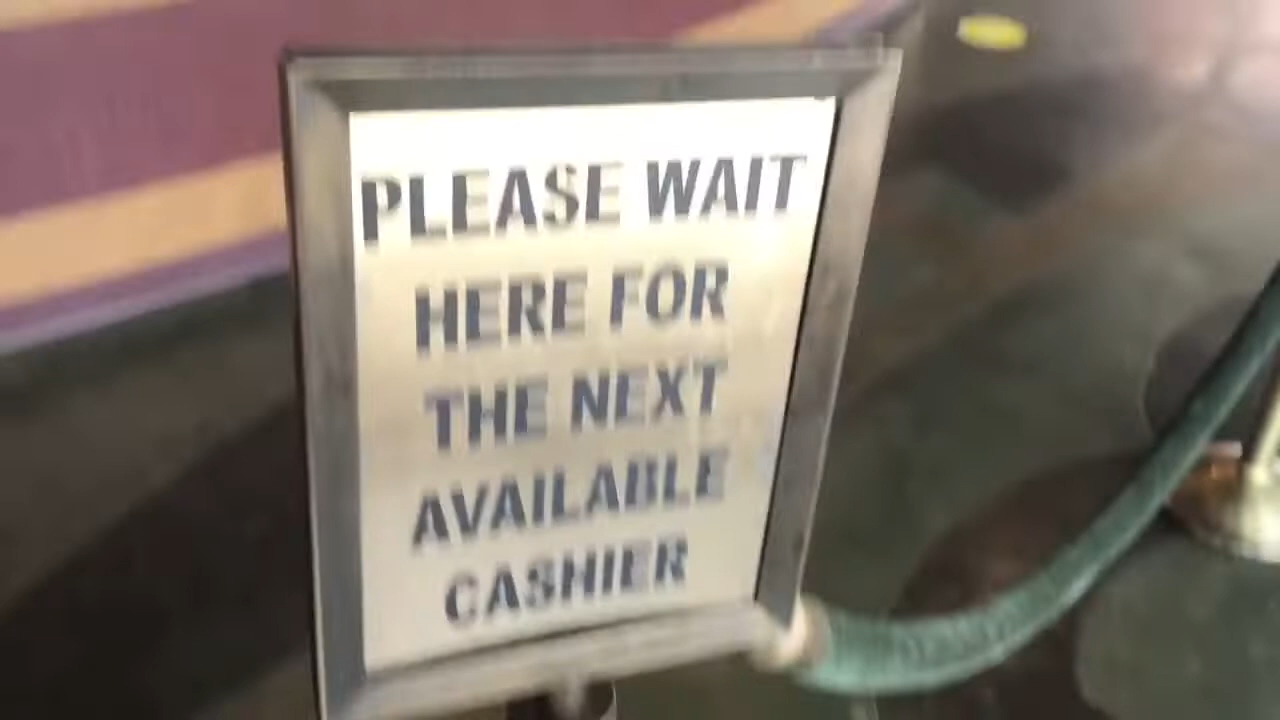 PLEASE WAIT
HERE FOR
THE NEXT
AVAILABLE
CASHIER